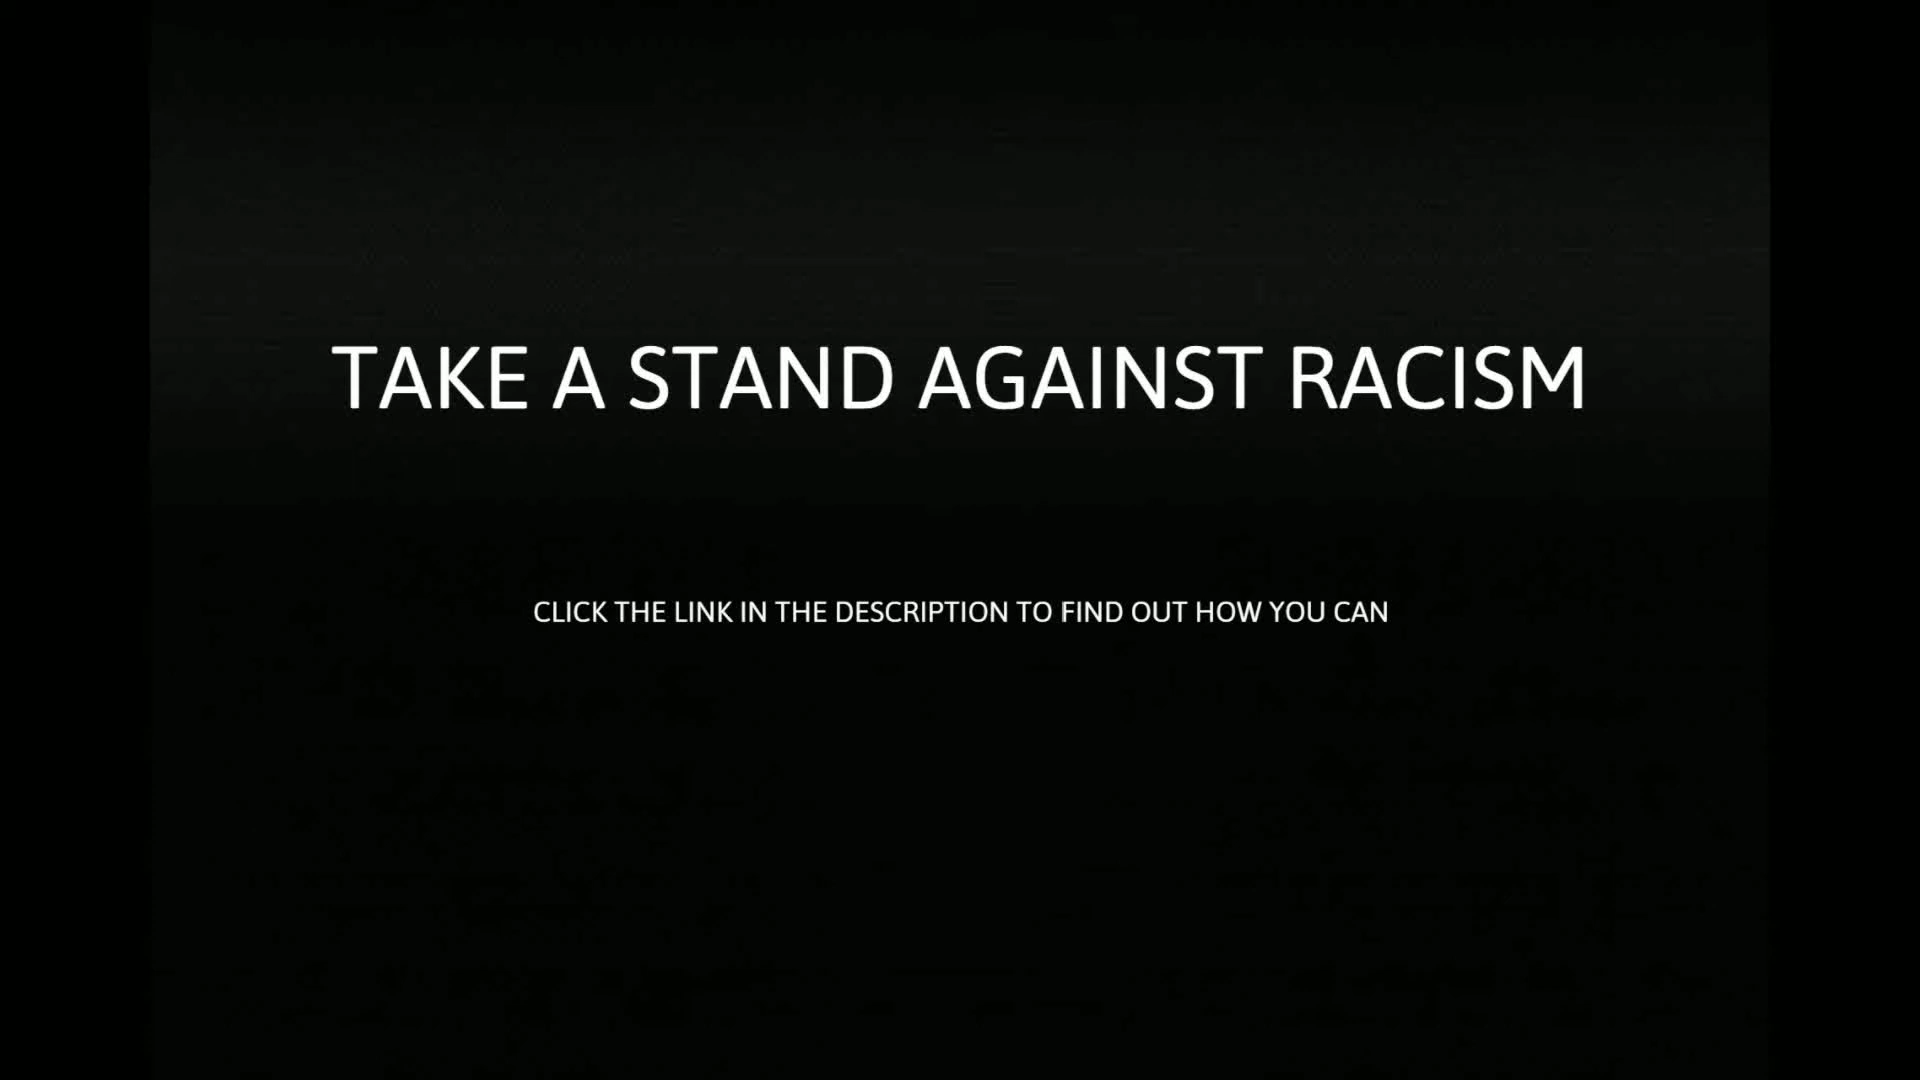 TAKE A STAND AGAINST RACISM
CLICK THE LINK IN THE DESCRIPTION TO FIND OUT HOW YOU CAN